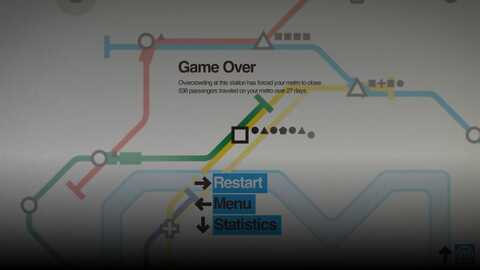 Game Over
Overcrowding at this station has forced your metro to close
538 passengers traveled on your metro over 27 days.
Restart
Menu
Statistics